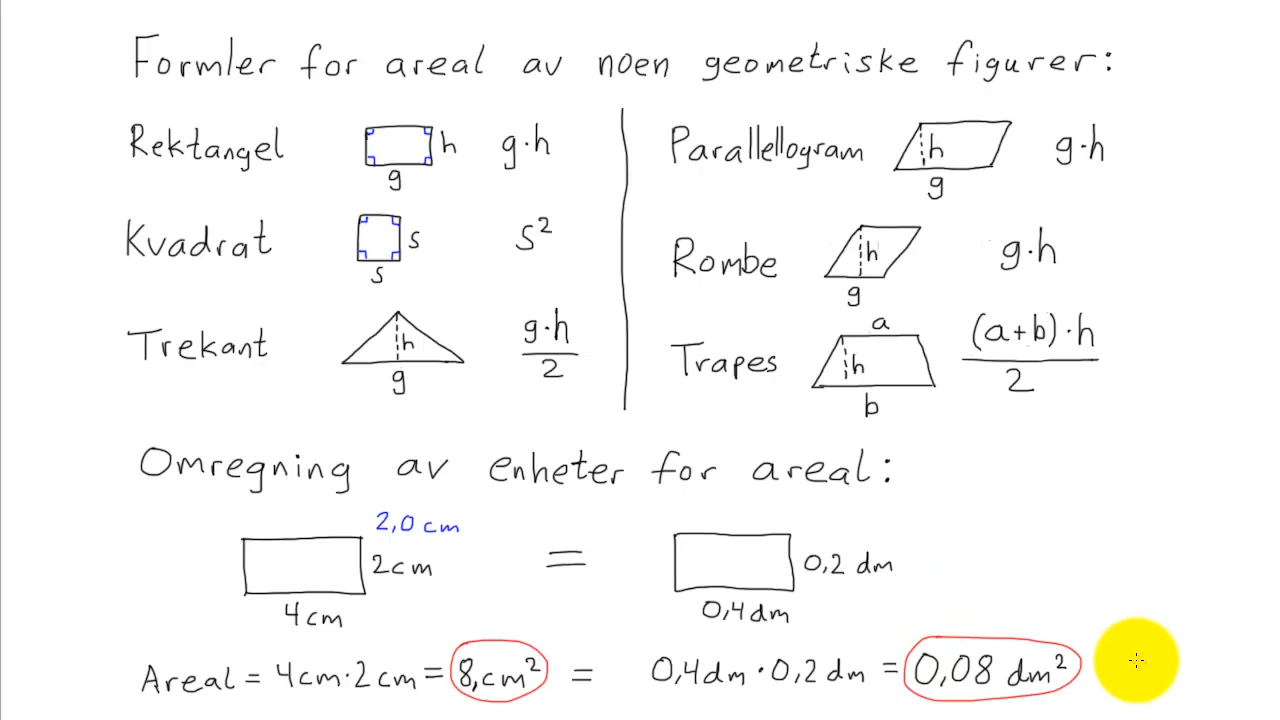 Formler for areal av noen geometriske figurer:
Rektangel h g·h
g
Kvadrat s s²
s
Trekant h g·h/2
g
Parallellogram h g·h
g
Rombe h g·h
g
a
Trapes h (a+b)·h/2
b
Omregning av enheter for areal:
2,0 cm
2cm = 0,2 dm
4cm 0,4dm
Areal = 4cm·2cm = 8,cm² = 0,4dm·0,2dm = 0,08 dm²